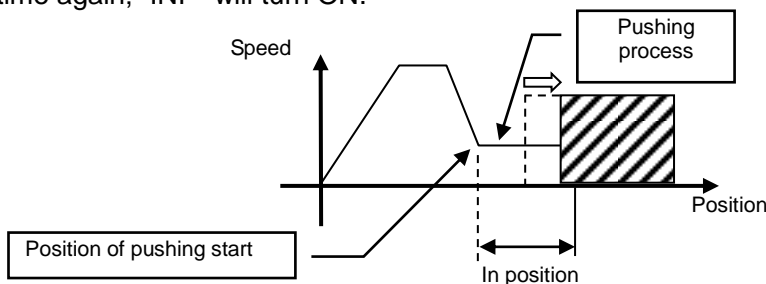 time again, "INP" will turn ON.
Speed
Pushing
process
Position
Position of pushing start
In position